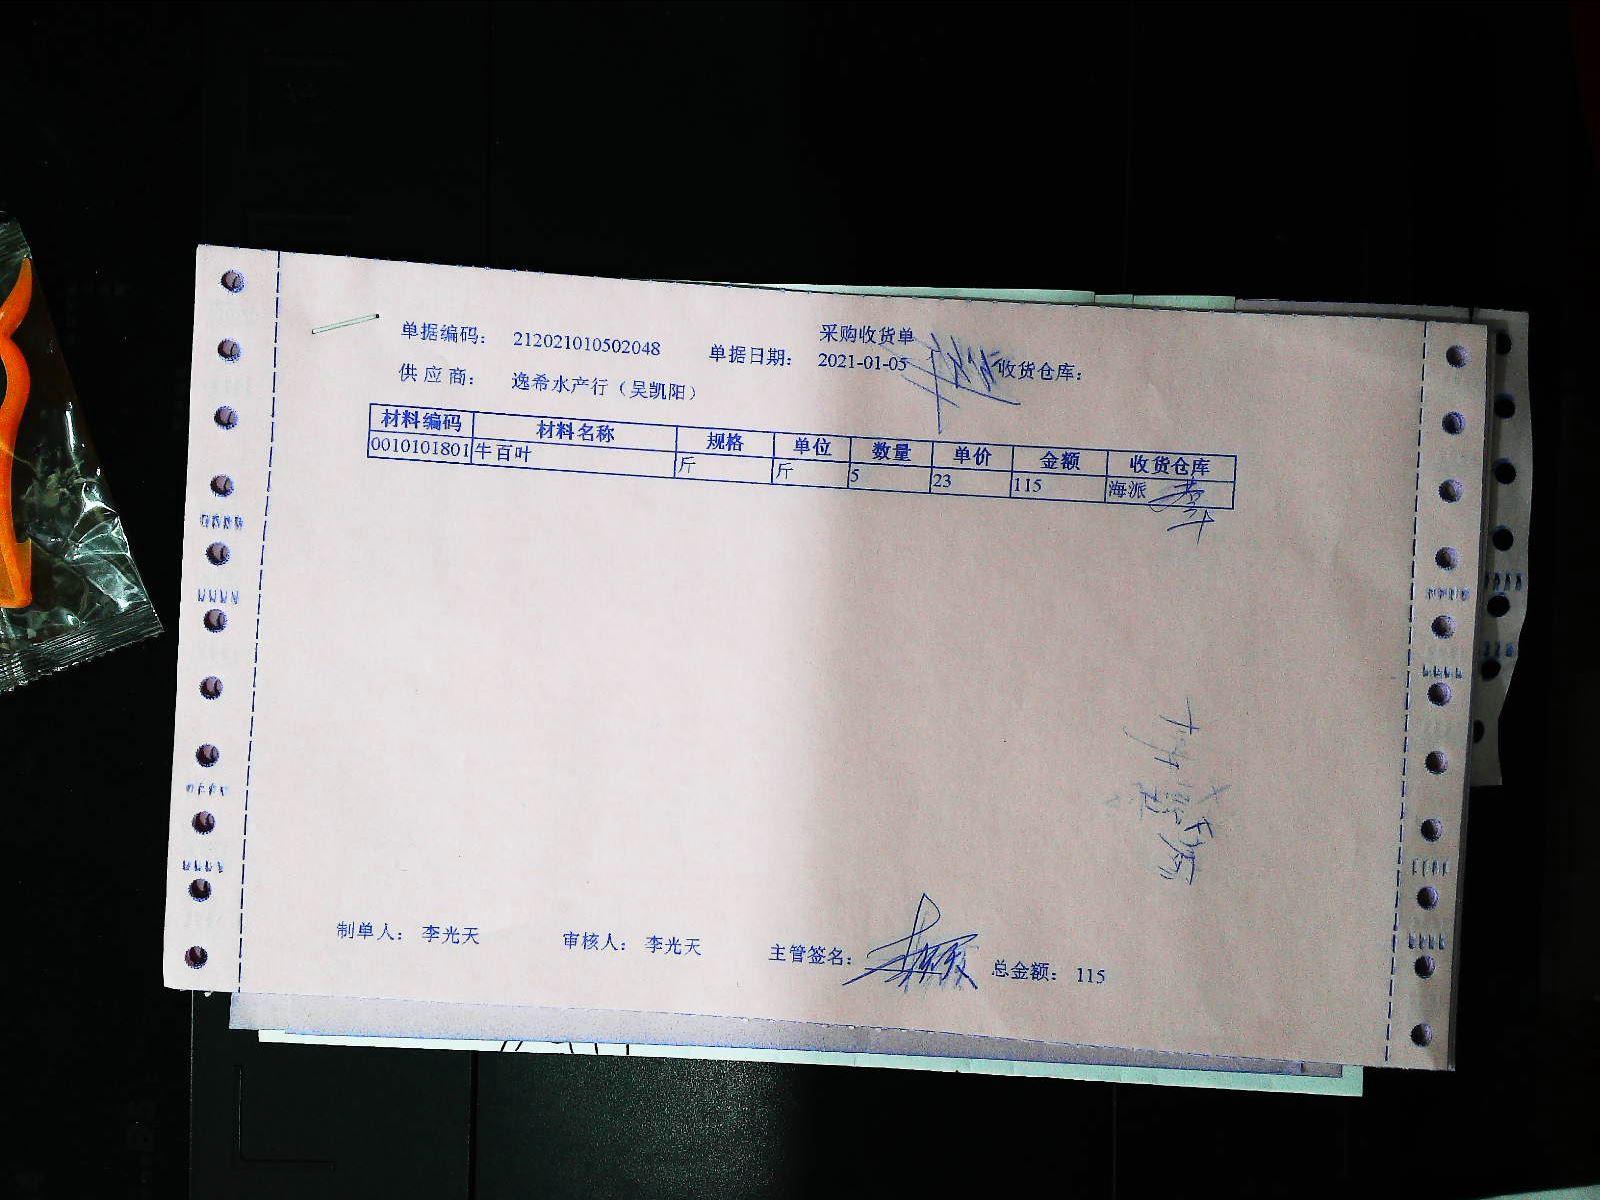 采购收货单
单据编码: 212021010502048 单据日期: 2021-01-05 收货仓库:
供应商: 逸希水产行（吴凯阳）
材料编码 材料名称 规格 单位 数量 单价 金额 收货仓库
0010101801 牛百叶 斤 斤 5 23 115 海派
制单人: 李光天 审核人: 李光天 主管签名: 总金额: 115